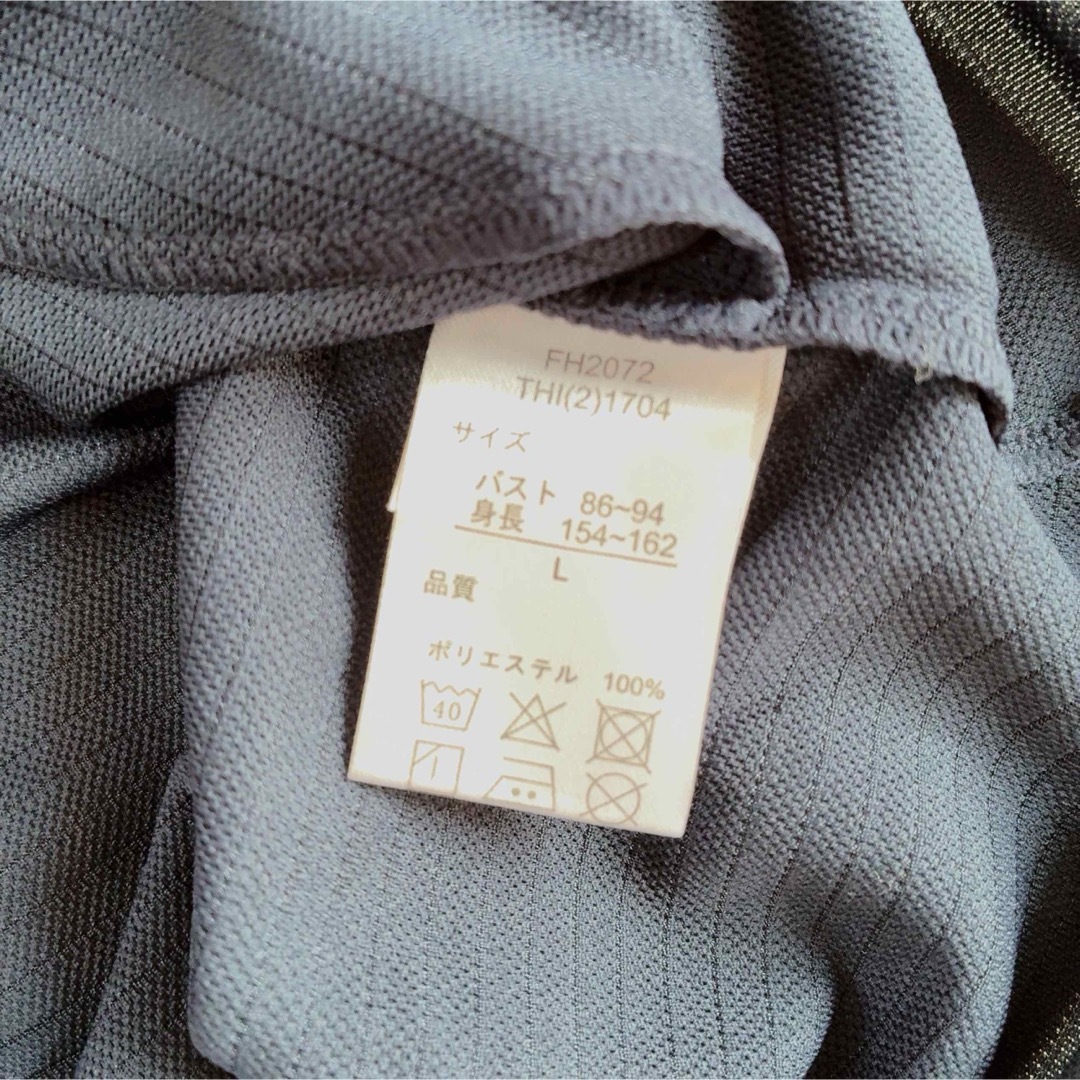 FH2072
THI(2)1704
サイズ
バスト 86~94
身長 154~162
L
品質
ポリエステル 100%
40